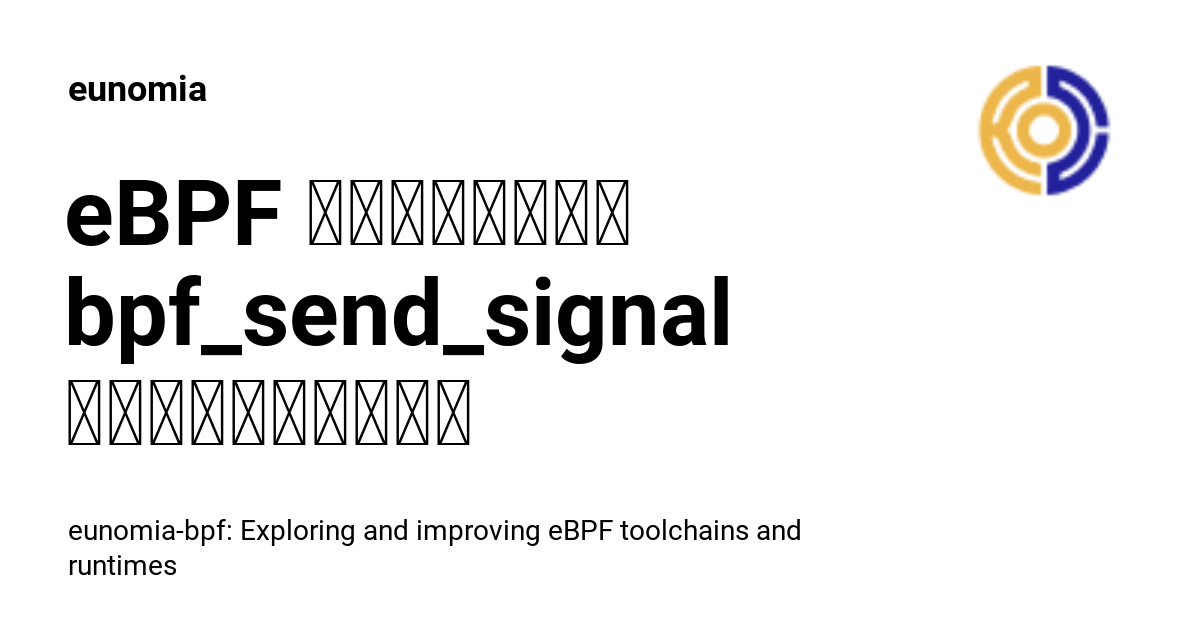 eunomia
eBPF
bpf_send_signal
eunomia-bpf: Exploring and improving eBPF toolchains and
runtimes